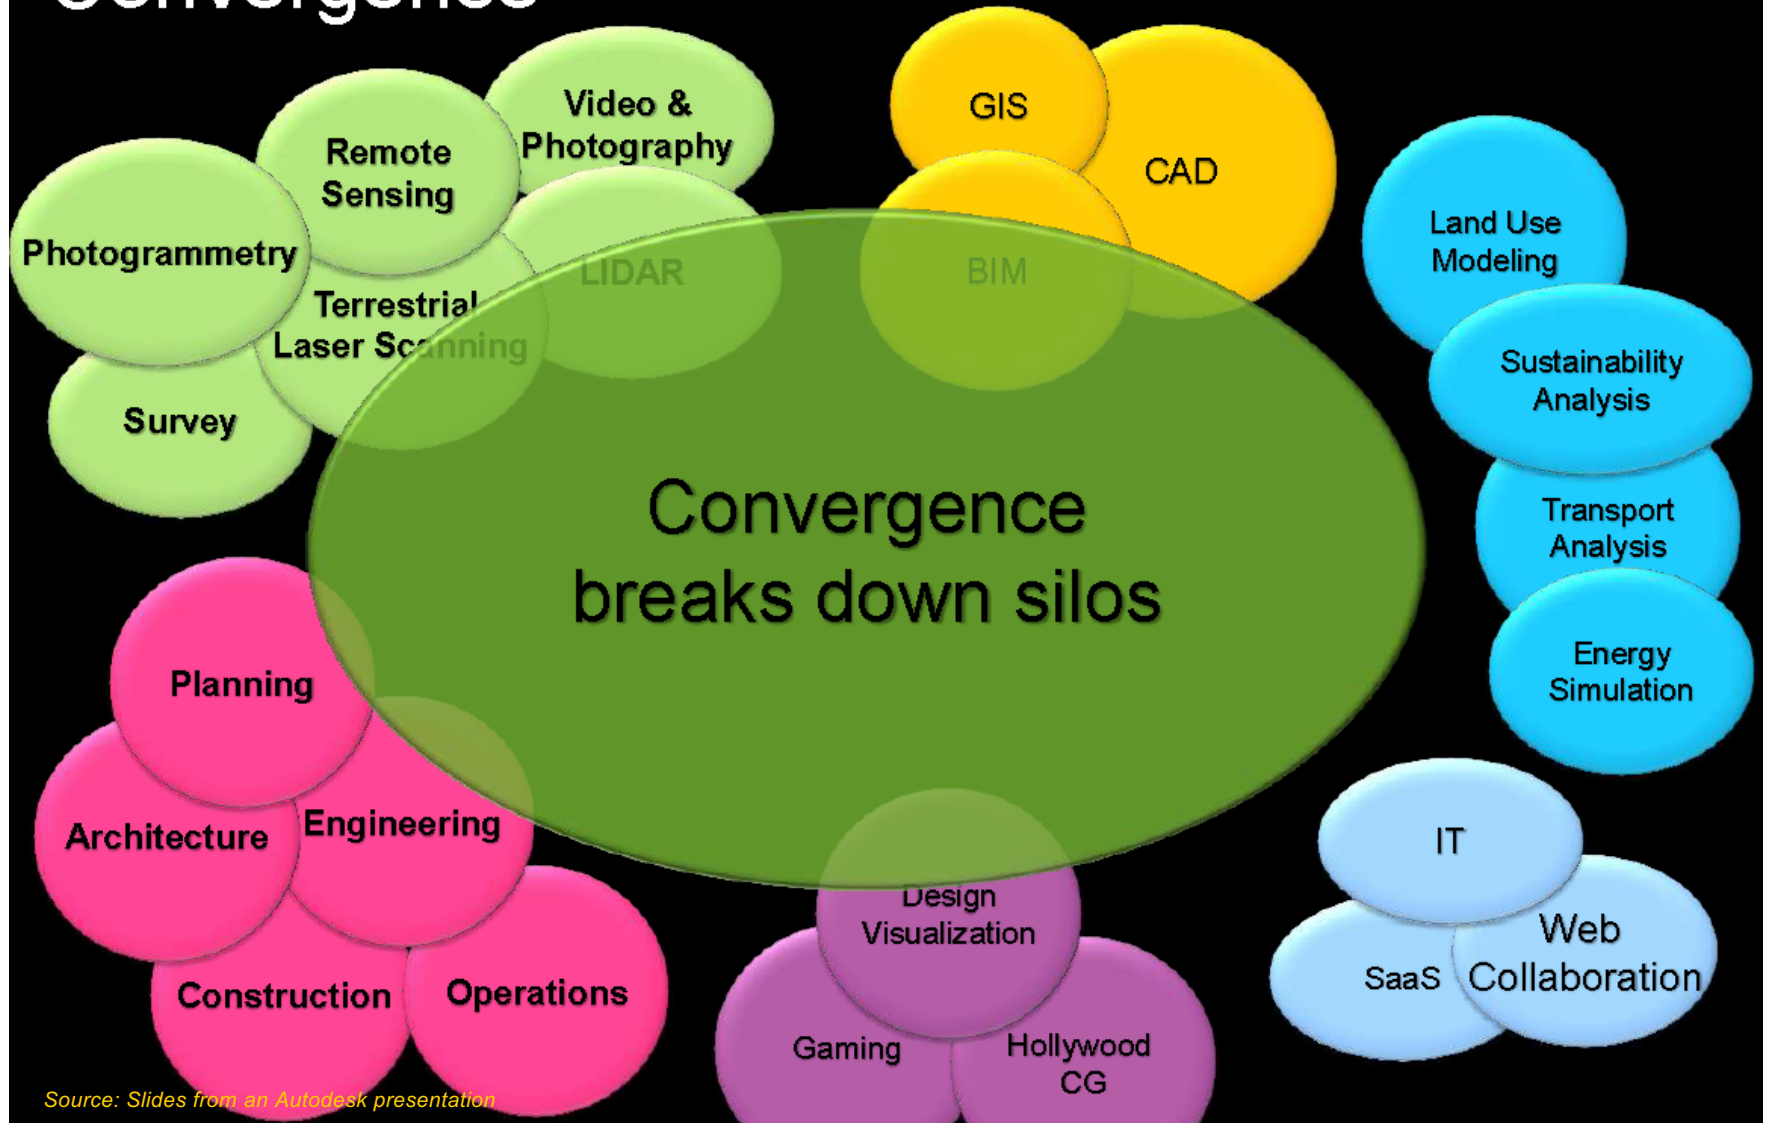 Convergence
Video &
Photography
Remote
Sensing
Photogrammetry
LIDAR
Terrestrial
Laser Scanning
Survey
GIS
CAD
BIM
Land Use
Modeling
Sustainability
Analysis
Transport
Analysis
Energy
Simulation
Convergence
breaks down silos
Planning
Architecture
Engineering
Construction
Operations
Design
Visualization
Gaming
Hollywood
CG
IT
Web
Collaboration
SaaS
Source: Slides from an Autodesk presentation